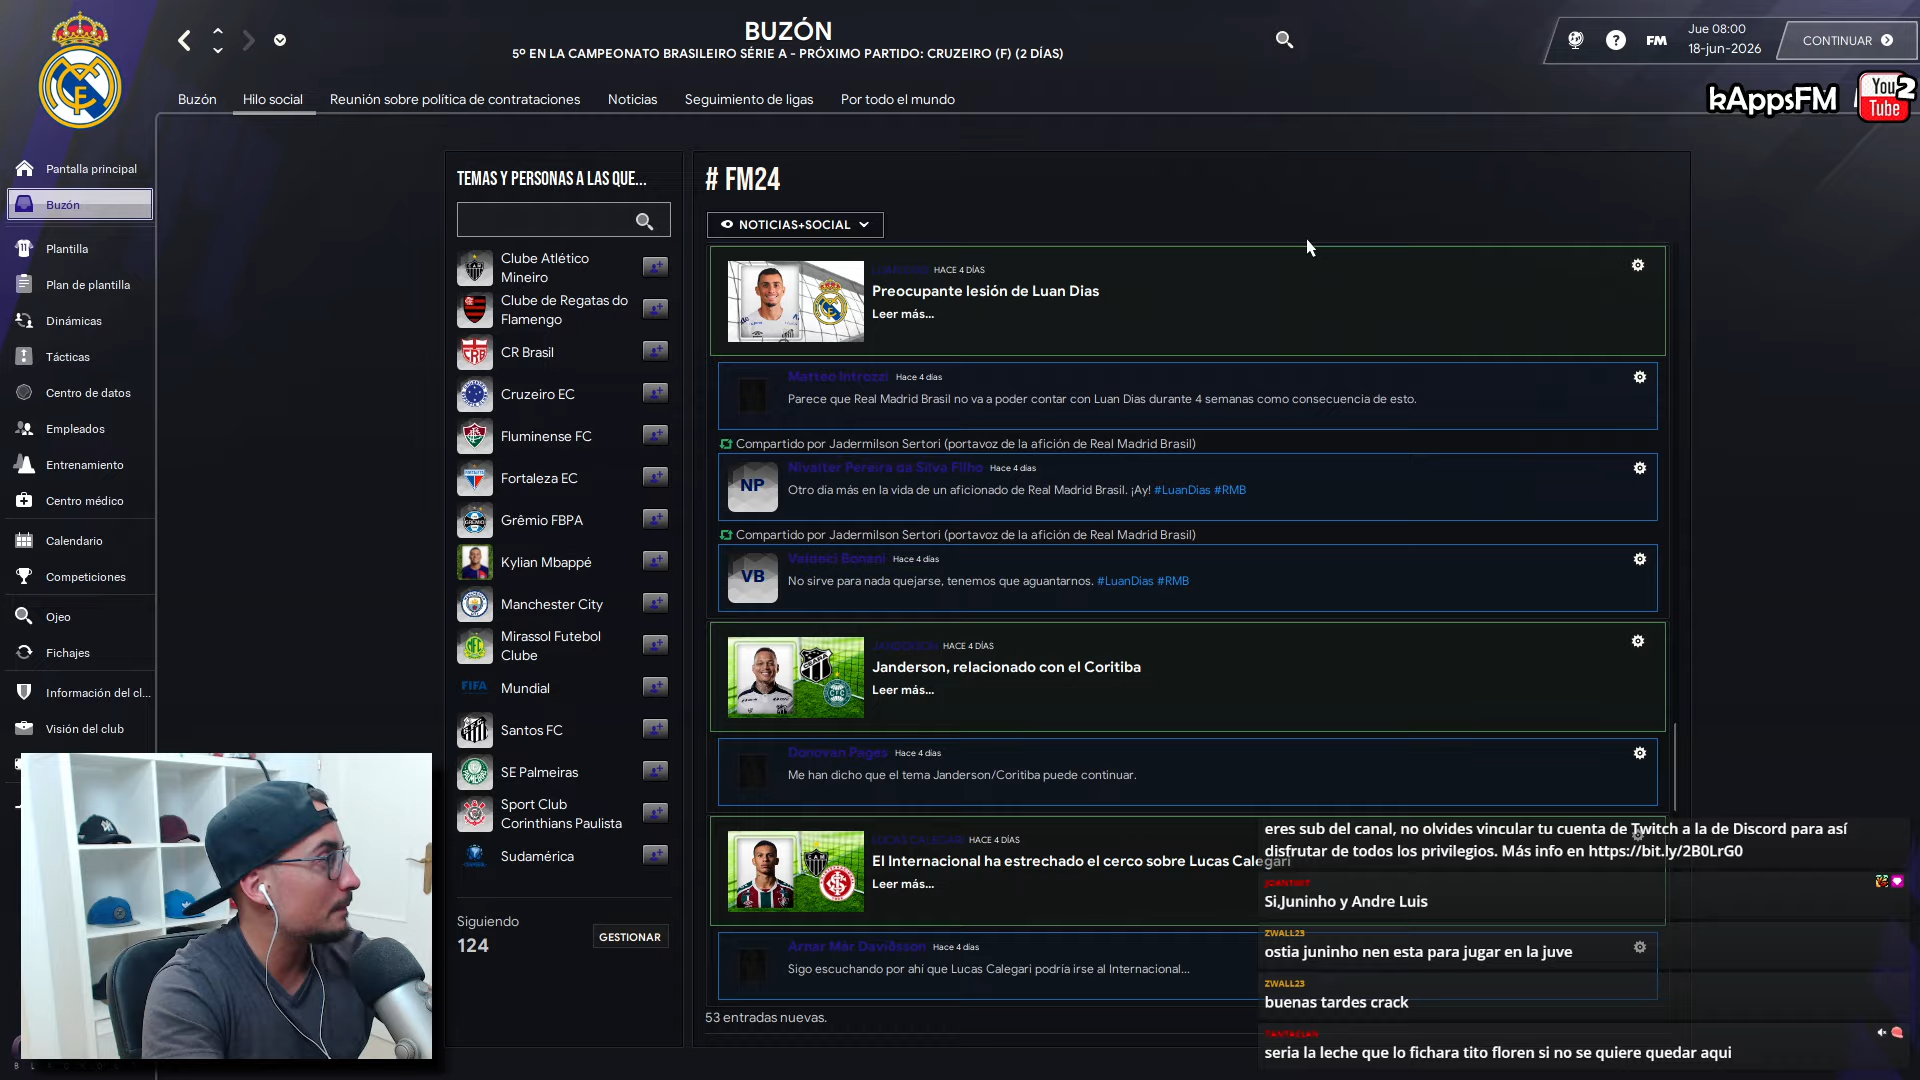 BUZÓN
5º EN LA CAMPEONATO BRASILEIRO SÉRIE A - PRÓXIMO PARTIDO: CRUZEIRO (F) (2 DÍAS)
FM
Jue 08:00
18-jun-2026
CONTINUAR
Buzón
Hilo social
Reunión sobre política de contrataciones
Noticias
Seguimiento de ligas
Por todo el mundo
kAppsFM
You2
Tube
Pantalla principal
Buzón
Plantilla
Plan de plantilla
Dinámicas
Tácticas
Centro de datos
Empleados
Entrenamiento
Centro médico
Calendario
Competiciones
Ojeo
Fichajes
Información del cl...
Visión del club
TEMAS Y PERSONAS A LAS QUE...
Clube Atlético
Mineiro
Clube de Regatas do
Flamengo
CR Brasil
Cruzeiro EC
Fluminense FC
Fortaleza EC
Grêmio FBPA
Kylian Mbappé
Manchester City
Mirassol Futebol
Clube
FIFA
Mundial
Santos FC
SE Palmeiras
Sport Club
Corinthians Paulista
Sudamérica
Siguiendo
124
GESTIONAR
# FM24
NOTICIAS+SOCIAL
HACE 4 DÍAS
Preocupante lesión de Luan Dias
Leer más...
Matteo Introzzi Hace 4 días
Parece que Real Madrid Brasil no va a poder contar con Luan Dias durante 4 semanas como consecuencia de esto.
Compartido por Jadermilson Sertori (portavoz de la afición de Real Madrid Brasil)
NP
Nivalter Pereira da Silva Filho Hace 4 días
Otro día más en la vida de un aficionado de Real Madrid Brasil. ¡Ay! #LuanDias #RMB
Compartido por Jadermilson Sertori (portavoz de la afición de Real Madrid Brasil)
VB
Valdeci Bonani Hace 4 días
No sirve para nada quejarse, tenemos que aguantarnos. #LuanDias #RMB
JANDERSON HACE 4 DÍAS
Janderson, relacionado con el Coritiba
Leer más...
Donovan Pages Hace 4 días
Me han dicho que el tema Janderson/Coritiba puede continuar.
LUCAS CALEGARI HACE 4 DÍAS
El Internacional ha estrechado el cerco sobre Lucas Calegari
Leer más...
Arnar Már Davíðsson Hace 4 días
Sigo escuchando por ahí que Lucas Calegari podría irse al Internacional...
53 entradas nuevas.
eres sub del canal, no olvides vincular tu cuenta de Twitch a la de Discord para así
disfrutar de todos los privilegios. Más info en https://bit.ly/2B0LrG0
Si,Juninho y Andre Luis
ZWALL23
ostia juninho nen esta para jugar en la juve
ZWALL23
buenas tardes crack
seria la leche que lo fichara tito floren si no se quiere quedar aqui